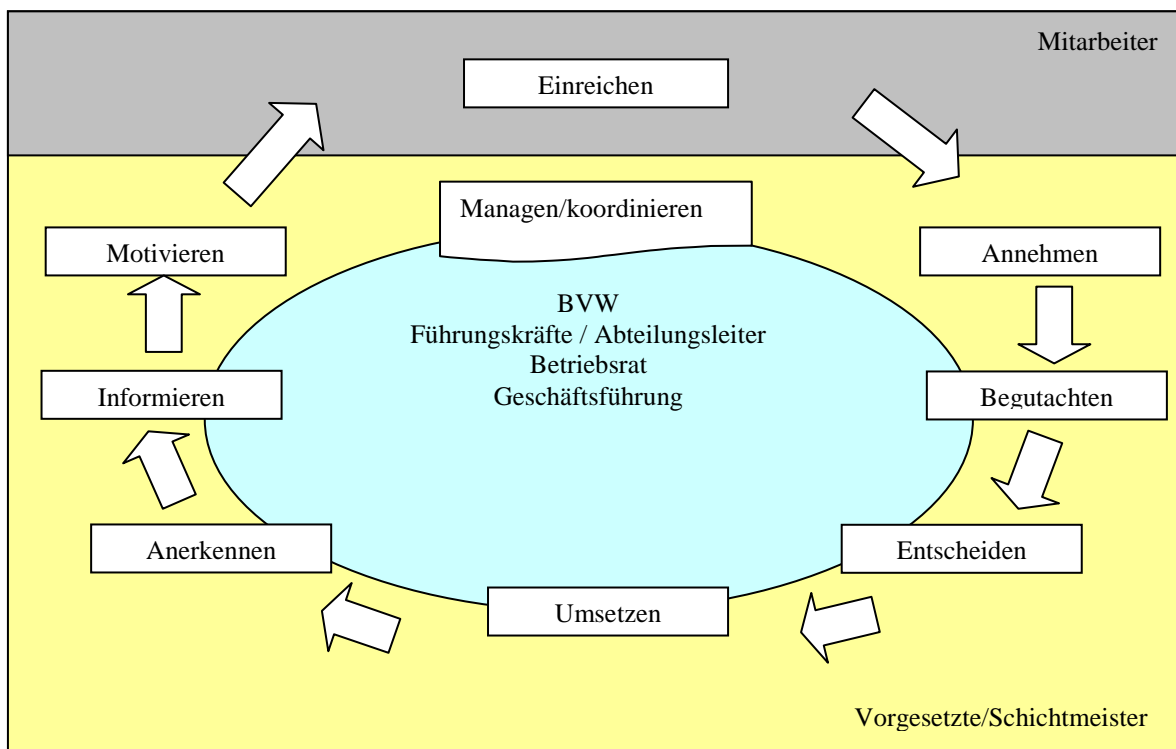 Mitarbeiter
Einreichen
Managen/koordinieren
Motivieren
Annehmen
BVW
Führungskräfte / Abteilungsleiter
Betriebsrat
Geschäftsführung
Informieren
Begutachten
Anerkennen
Entscheiden
Umsetzen
Vorgesetzte/Schichtmeister